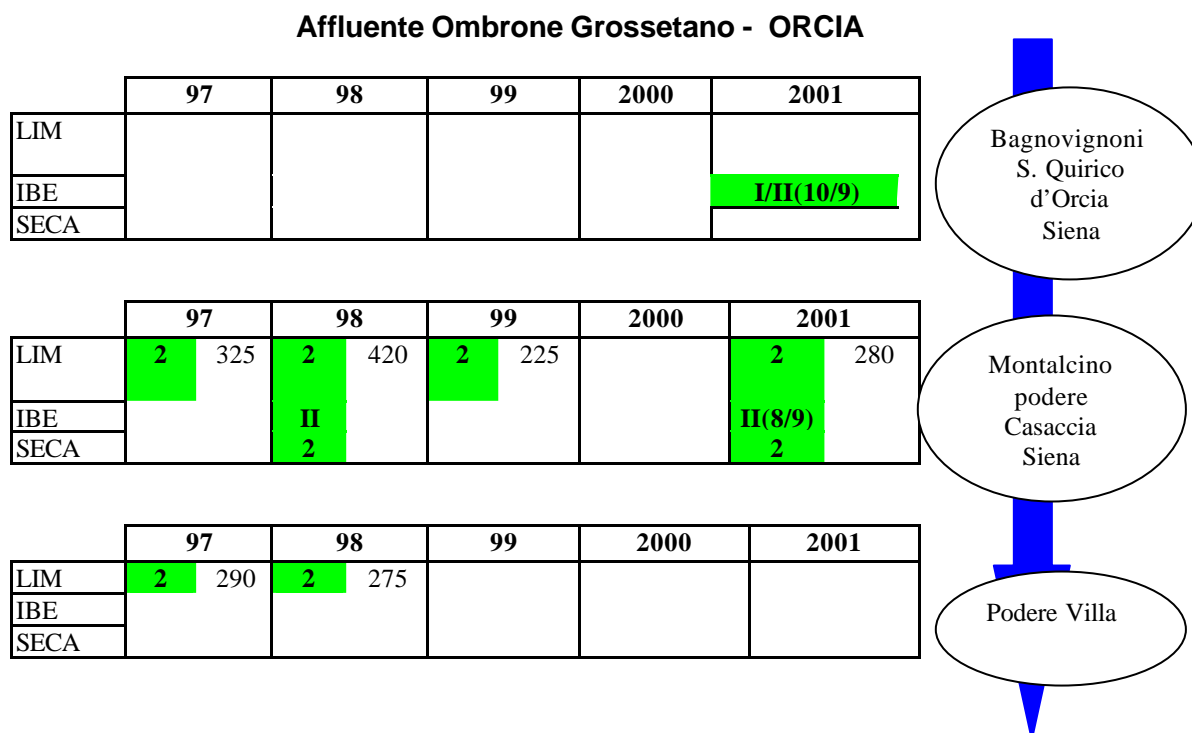 Affluente Ombrone Grossetano - ORCIA
97 98 99 2000 2001
LIM
IBE I/II(10/9)
SECA
Bagnovignoni
S. Quirico
d'Orcia
Siena
97 98 99 2000 2001
LIM 2 325 2 420 2 225 2 280
IBE II II(8/9)
SECA 2 2
Montalcino
podere
Casaccia
Siena
97 98 99 2000 2001
LIM 2 290 2 275
IBE
SECA
Podere Villa